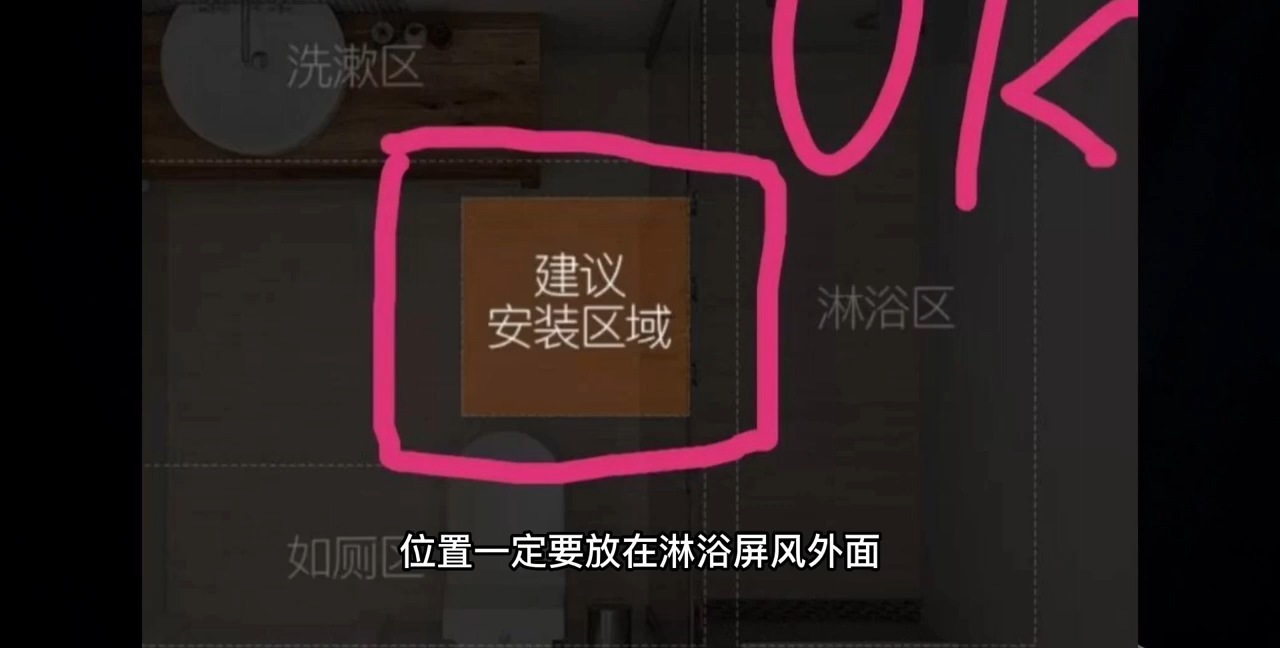 OK
洗漱区
建议
安装区域
淋浴区
如厕区
位置一定要放在淋浴屏风外面